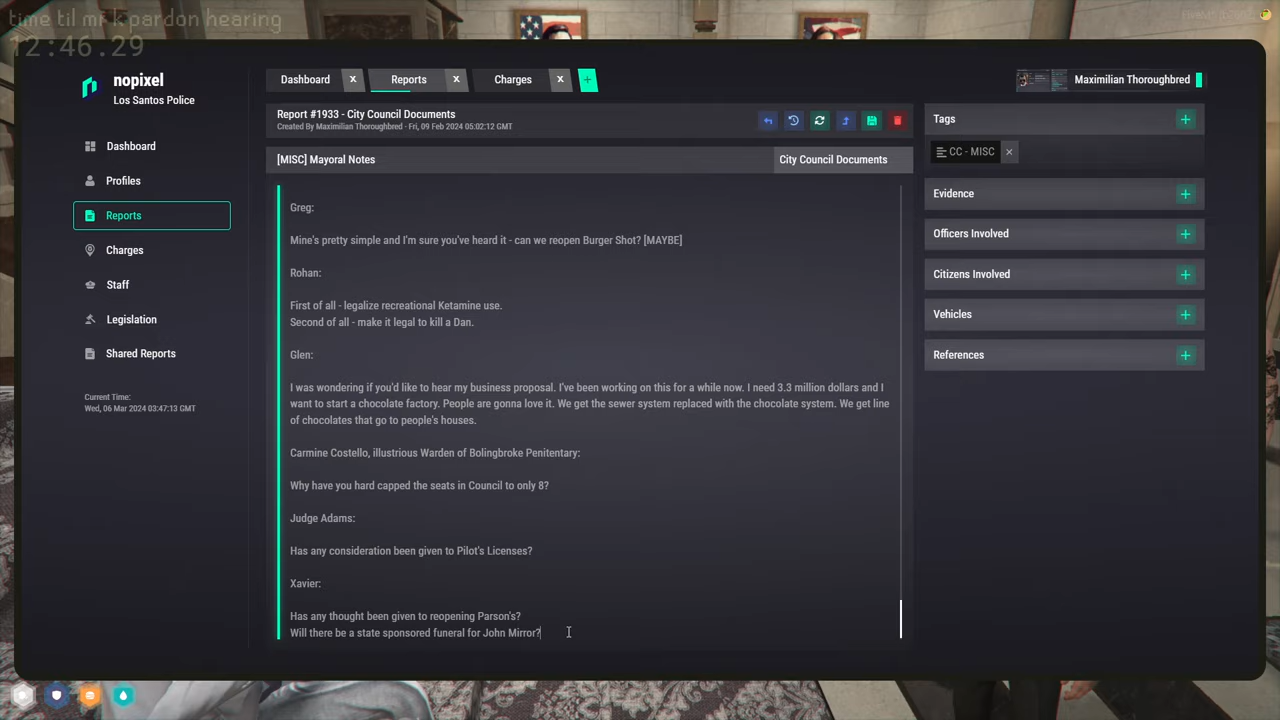 time til mr k pardon hearing
12:46.29
nopixel
Los Santos Police
Dashboard x
Reports x
Charges x
+
Maximilian Thoroughbred
Dashboard
Profiles
Reports
Charges
Staff
Legislation
Shared Reports
Current Time:
Wed, 06 Mar 2024 03:47:13 GMT
Report #1933 - City Council Documents
Created By Maximilian Thoroughbred - Fri, 09 Feb 2024 05:02:12 GMT
[MISC] Mayoral Notes
City Council Documents
Greg:
Mine's pretty simple and I'm sure you've heard it - can we reopen Burger Shot? [MAYBE]
Rohan:
First of all - legalize recreational Ketamine use.
Second of all - make it legal to kill a Dan.
Glen:
I was wondering if you'd like to hear my business proposal. I've been working on this for a while now. I need 3.3 million dollars and I
want to start a chocolate factory. People are gonna love it. We get the sewer system replaced with the chocolate system. We get line
of chocolates that go to people's houses.
Carmine Costello, illustrious Warden of Bolingbroke Penitentary:
Why have you hard capped the seats in Council to only 8?
Judge Adams:
Has any consideration been given to Pilot's Licenses?
Xavier:
Has any thought been given to reopening Parson's?
Will there be a state sponsored funeral for John Mirror?
Tags +
CC - MISC x
Evidence +
Officers Involved +
Citizens Involved +
Vehicles +
References +